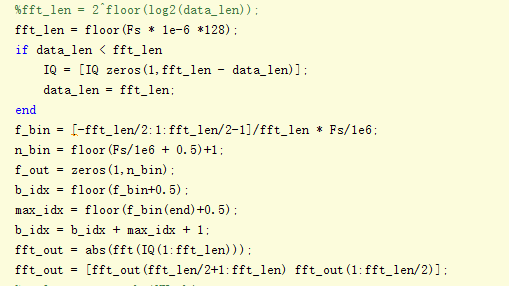 %fft_len = 2^floor(log2(data_len));
fft_len = floor(Fs * 1e-6 *128);
if data_len < fft_len
IQ = [IQ zeros(1,fft_len - data_len)];
data_len = fft_len;
end
f_bin = [-fft_len/2:1:fft_len/2-1]/fft_len * Fs/1e6;
n_bin = floor(Fs/1e6 + 0.5)+1;
f_out = zeros(1,n_bin);
b_idx = floor(f_bin+0.5);
max_idx = floor(f_bin(end)+0.5);
b_idx = b_idx + max_idx + 1;
fft_out = abs(fft(IQ(1:fft_len)));
fft_out = [fft_out(fft_len/2+1:fft_len) fft_out(1:fft_len/2)];